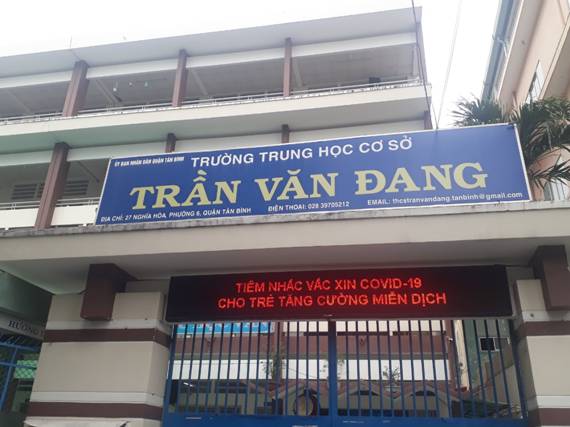 ỦY BAN NHÂN DÂN QUẬN TÂN BÌNH
TRƯỜNG TRUNG HỌC CƠ SỞ
TRẦN VĂN ĐANG
ĐỊA CHỈ: 27 NGHĨA HÒA, PHƯỜNG 6, QUẬN TÂN BÌNH ĐIỆN THOẠI: 028 39705212 EMAIL: thcstranvandang.tanbinh@gmail.com
TIÊM NHẮC VẮC XIN COVID-19
CHO TRẺ TĂNG CƯỜNG MIỄN DỊCH